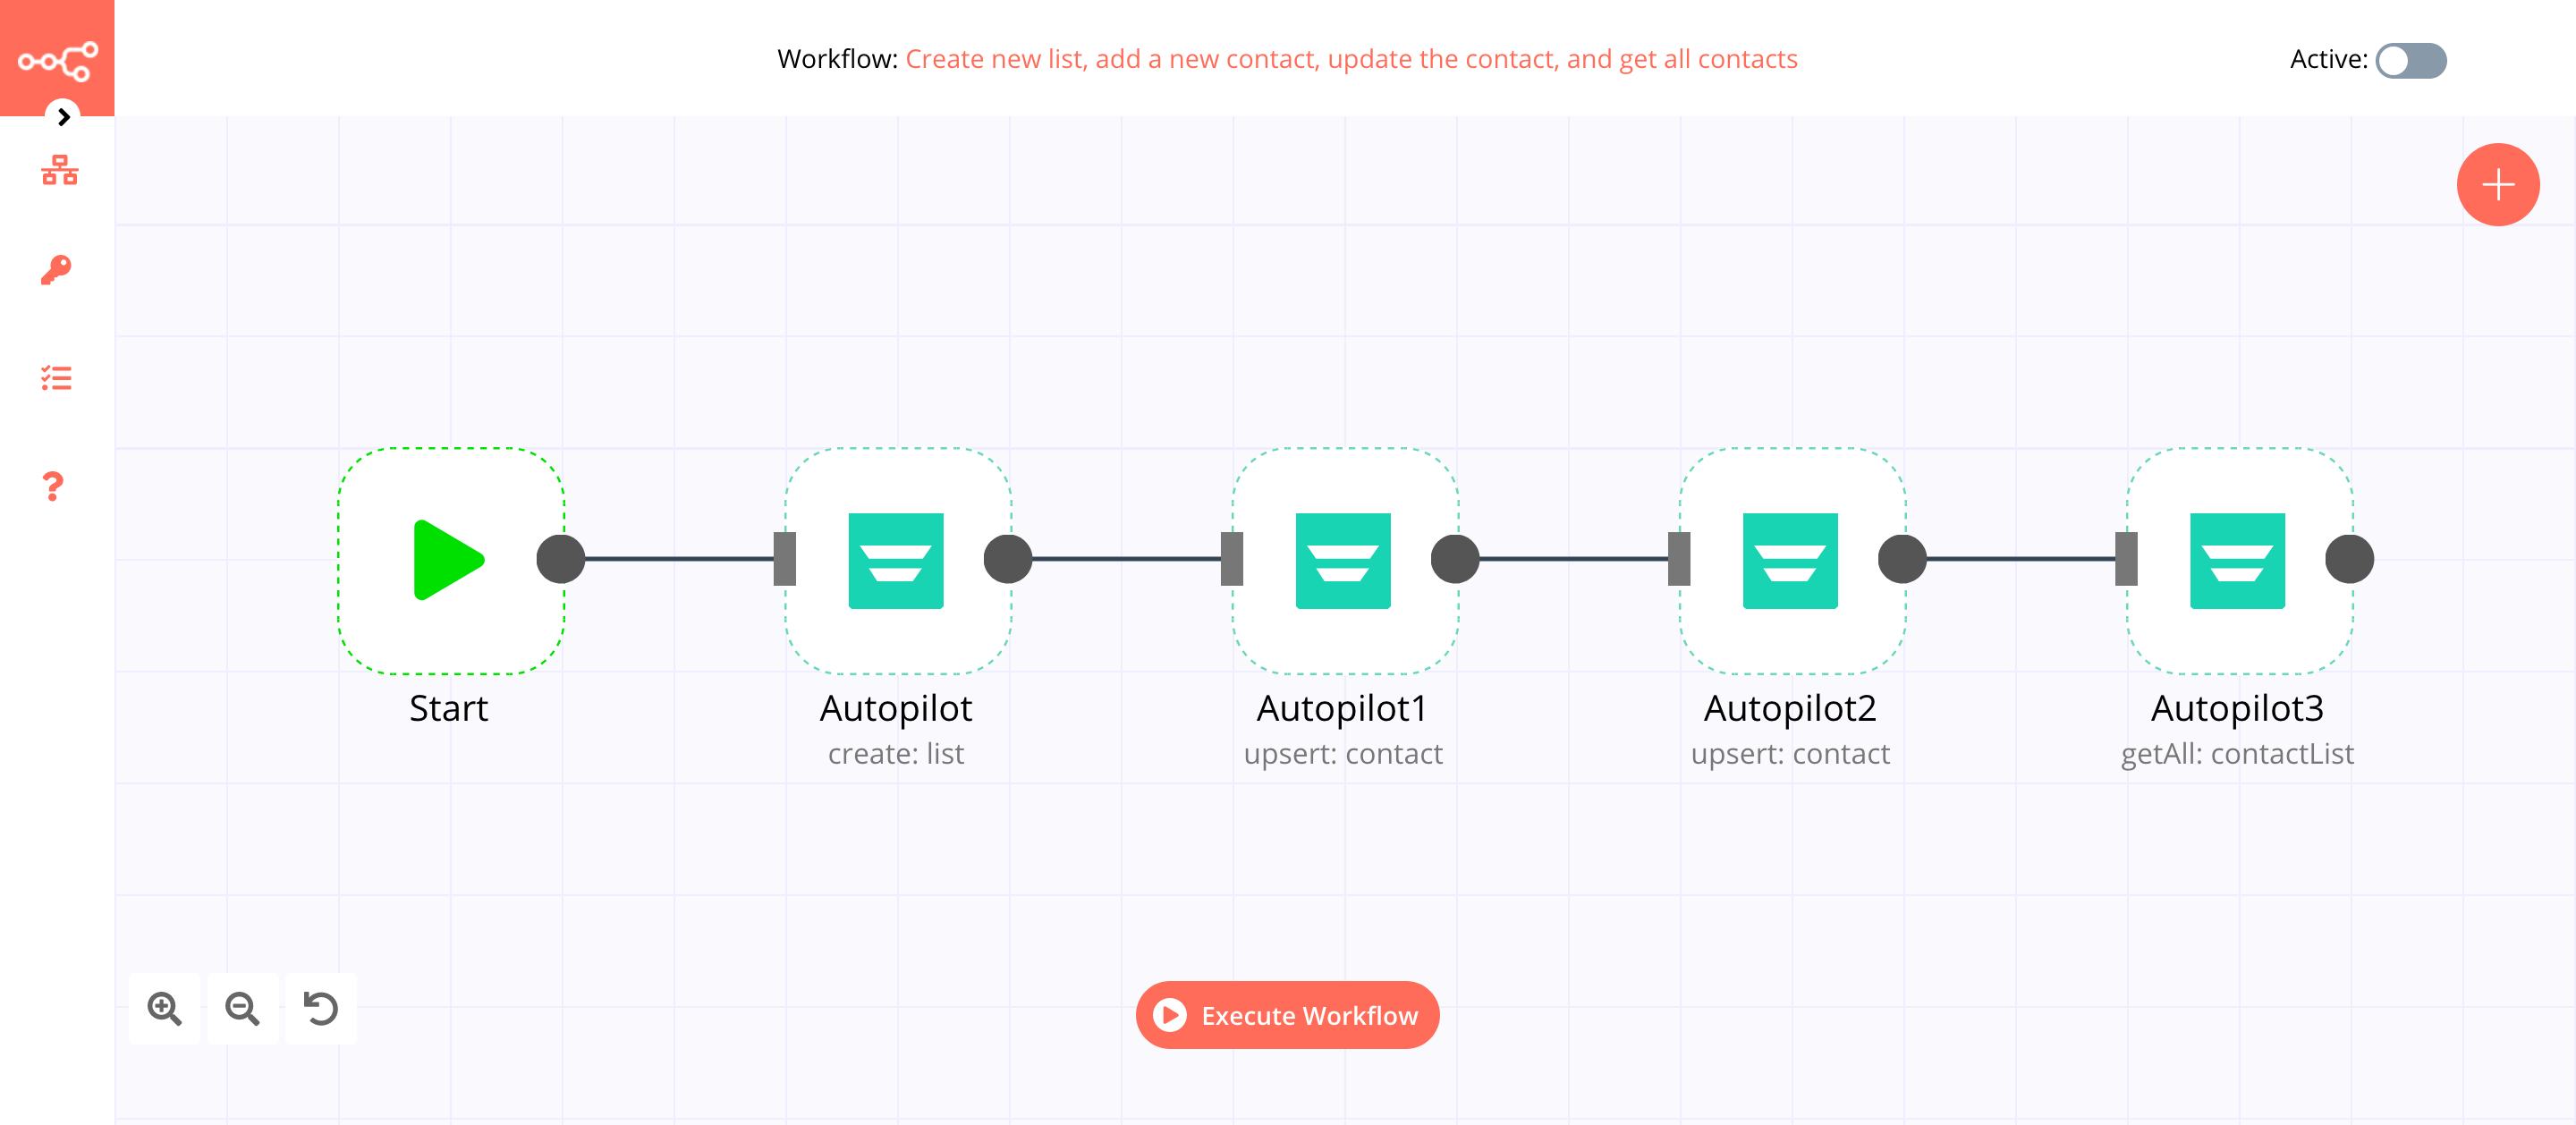 Workflow: Create new list, add a new contact, update the contact, and get all contacts
Active:
Start
Autopilot
create: list
Autopilot1
upsert: contact
Autopilot2
upsert: contact
Autopilot3
getAll: contactList
Execute Workflow